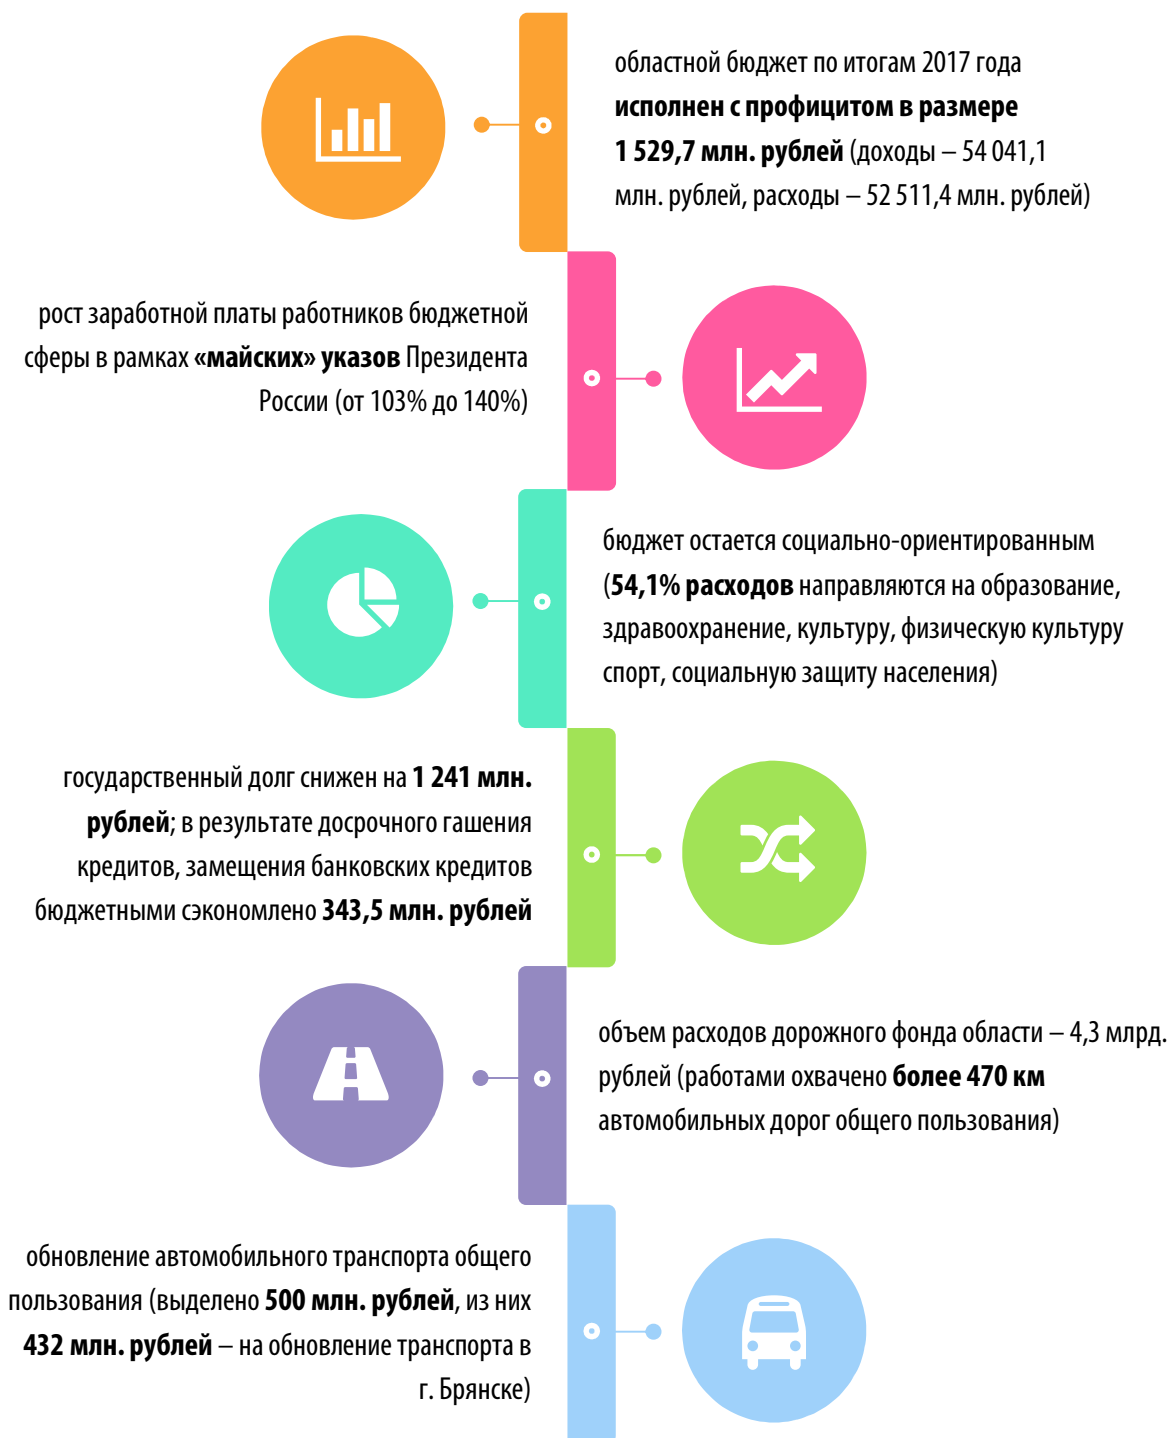 областной бюджет по итогам 2017 года
исполнен с профицитом в размере
1 529,7 млн. рублей (доходы – 54 041,1
млн. рублей, расходы – 52 511,4 млн. рублей)
рост заработной платы работников бюджетной
сферы в рамках «майских» указов Президента
России (от 103% до 140%)
бюджет остается социально-ориентированным
(54,1% расходов направляются на образование,
здравоохранение, культуру, физическую культуру
спорт, социальную защиту населения)
государственный долг снижен на 1 241 млн.
рублей; в результате досрочного гашения
кредитов, замещения банковских кредитов
бюджетными сэкономлено 343,5 млн. рублей
объем расходов дорожного фонда области – 4,3 млрд.
рублей (работами охвачено более 470 км
автомобильных дорог общего пользования)
обновление автомобильного транспорта общего
пользования (выделено 500 млн. рублей, из них
432 млн. рублей – на обновление транспорта в
г. Брянске)